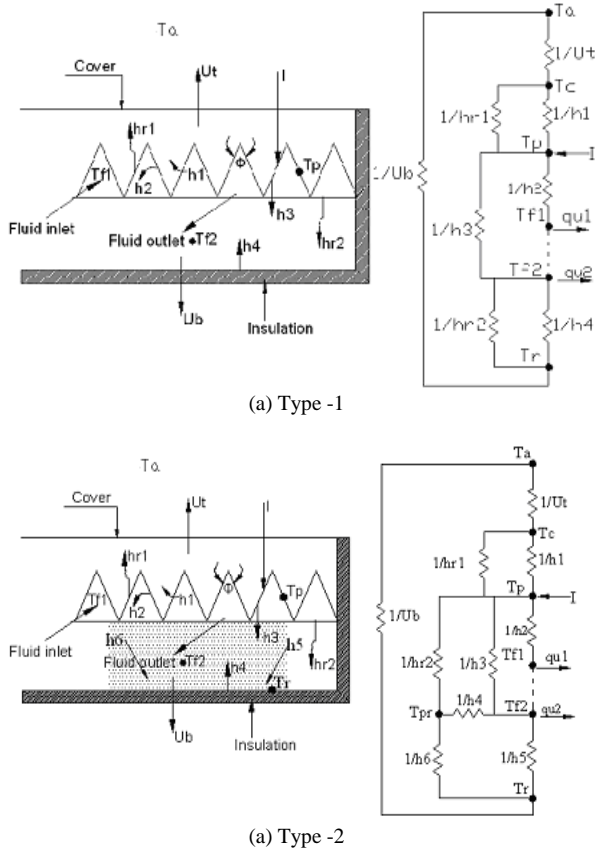 Ta
Cover
Ut
I
hr1
Φ
Tp
Tf1
h2
h1
h3
Fluid inlet
Fluid outlet
Tf2
h4
hr2
Ub
Insulation
Ta
1/Ut
Tc
1/hr1
1/h1
Tp
I
1/Ub
1/h2
Tf1
qu1
1/h3
Tf2
qu2
1/hr2
1/h4
Tr
(a) Type -1
Ta
Cover
Ut
I
hr1
Φ
Tp
Tf1
h2
h1
h3
Fluid inlet
h6
Fluid outlet
Tf2
h4
h5
hr2
Tr
Ub
Insulation
Ta
1/Ut
Tc
1/hr1
1/h1
Tp
I
1/Ub
1/h2
1/hr2
1/h3
Tf1
qu1
Tpr
1/h4
Tf2
qu2
1/h6
1/h5
Tr
(a) Type -2